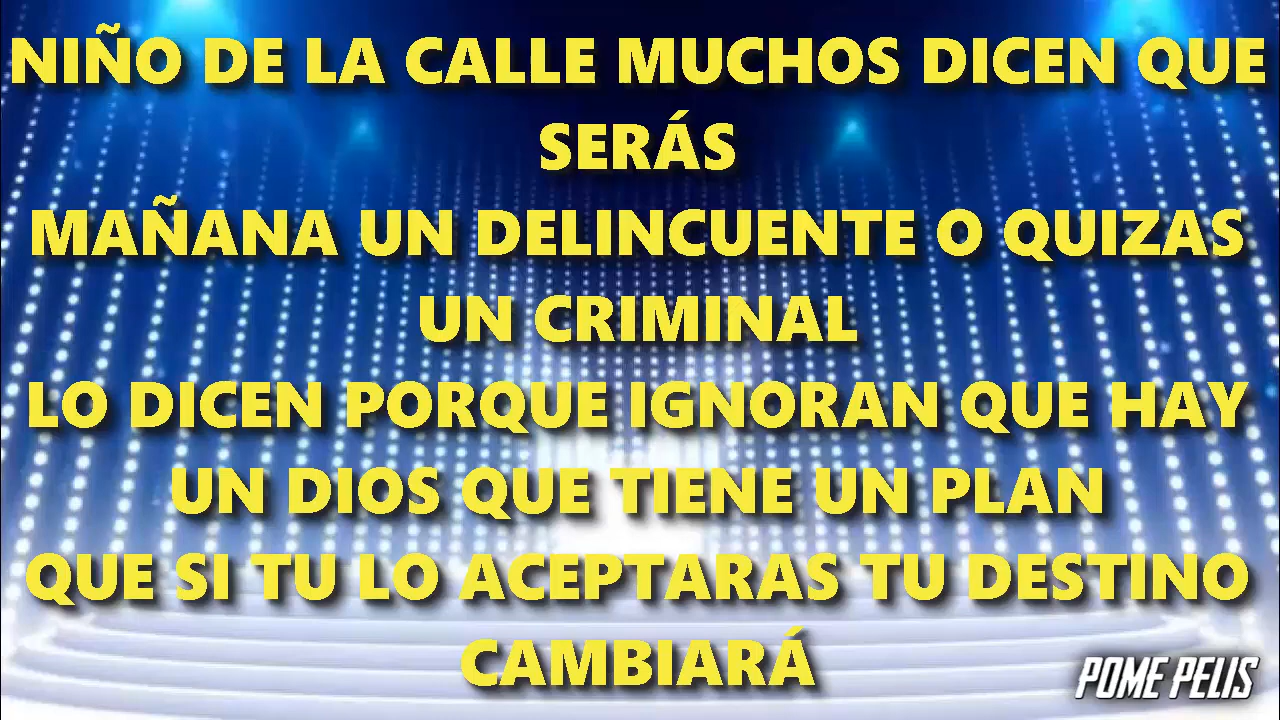 NIÑO DE LA CALLE MUCHOS DICEN QUE
SERÁS
MAÑANA UN DELINCUENTE O QUIZAS
UN CRIMINAL
LO DICEN PORQUE IGNORAN QUE HAY
UN DIOS QUE TIENE UN PLAN
QUE SI TU LO ACEPTARAS TU DESTINO
CAMBIARÁ
POME PELIS